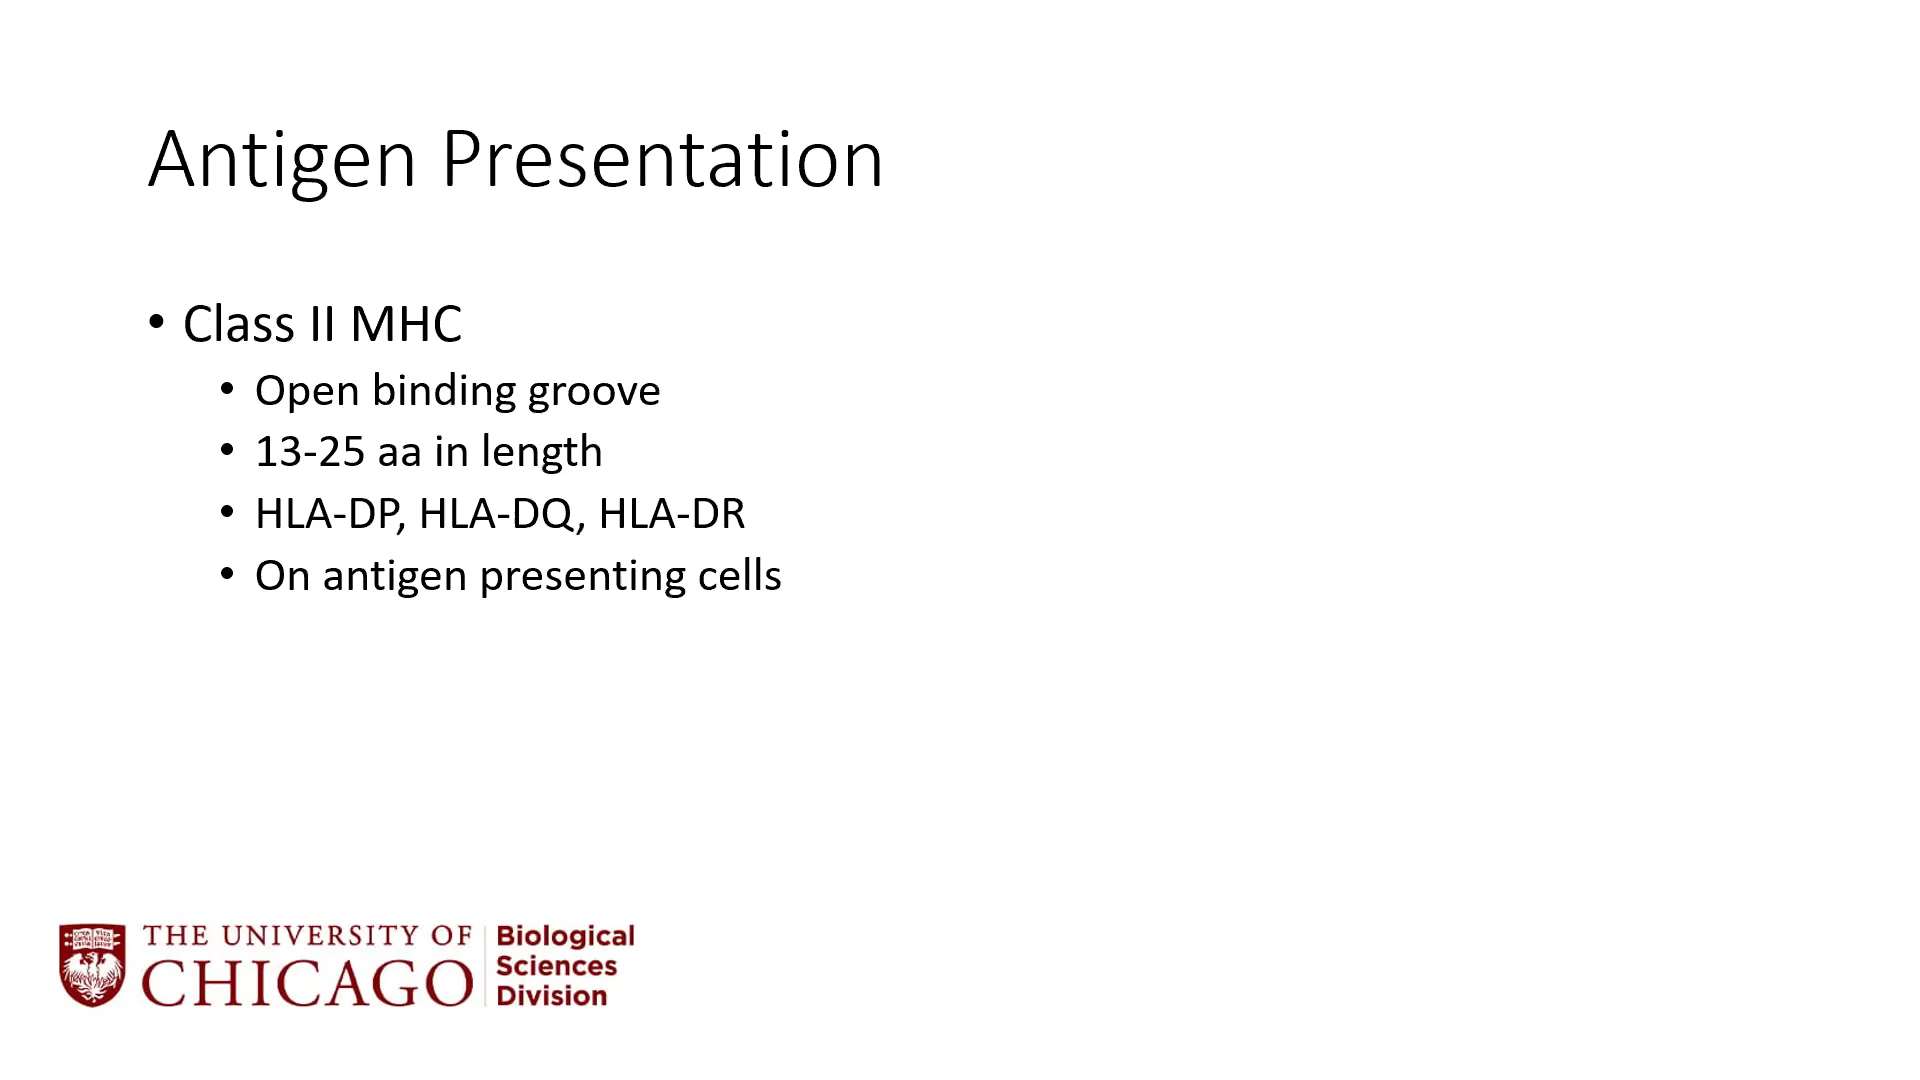 Antigen Presentation
• Class II MHC
• Open binding groove
• 13-25 aa in length
• HLA-DP, HLA-DQ, HLA-DR
• On antigen presenting cells
THE UNIVERSITY OF
CHICAGO
Biological
Sciences
Division